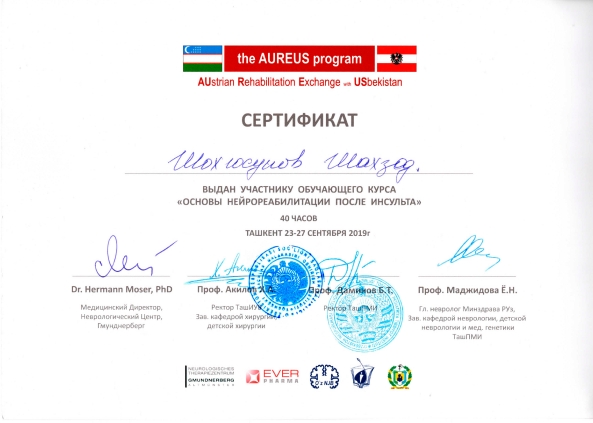 the AUREUS program
AUstrian Rehabilitation Exchange with USbekistan
СЕРТИФИКАТ
Шохюсупов Шахзод.
ВЫДАН УЧАСТНИКУ ОБУЧАЮЩЕГО КУРСА
«ОСНОВЫ НЕЙРОРЕАБИЛИТАЦИИ ПОСЛЕ ИНСУЛЬТА»
40 ЧАСОВ
ТАШКЕНТ 23-27 СЕНТЯБРЯ 2019г
Dr. Hermann Moser, PhD
Медицинский Директор,
Неврологический Центр,
Гмунднерберг
Проф. Акилов Х.А.
Ректор ТашИУВ
Зав. кафедрой хирургии,
детской хирургии
Проф. Даминов Б.Т.
Ректор ТашПМИ
Проф. Маджидова Ё.Н.
Гл. невролог Минздрава РУз,
Зав. кафедрой неврологии, детской
неврологии и мед. генетики
ТашПМИ
NEUROLOGISCHES
THERAPIEZENTRUM
GMUNDNERBERG
EVER
PHARMA